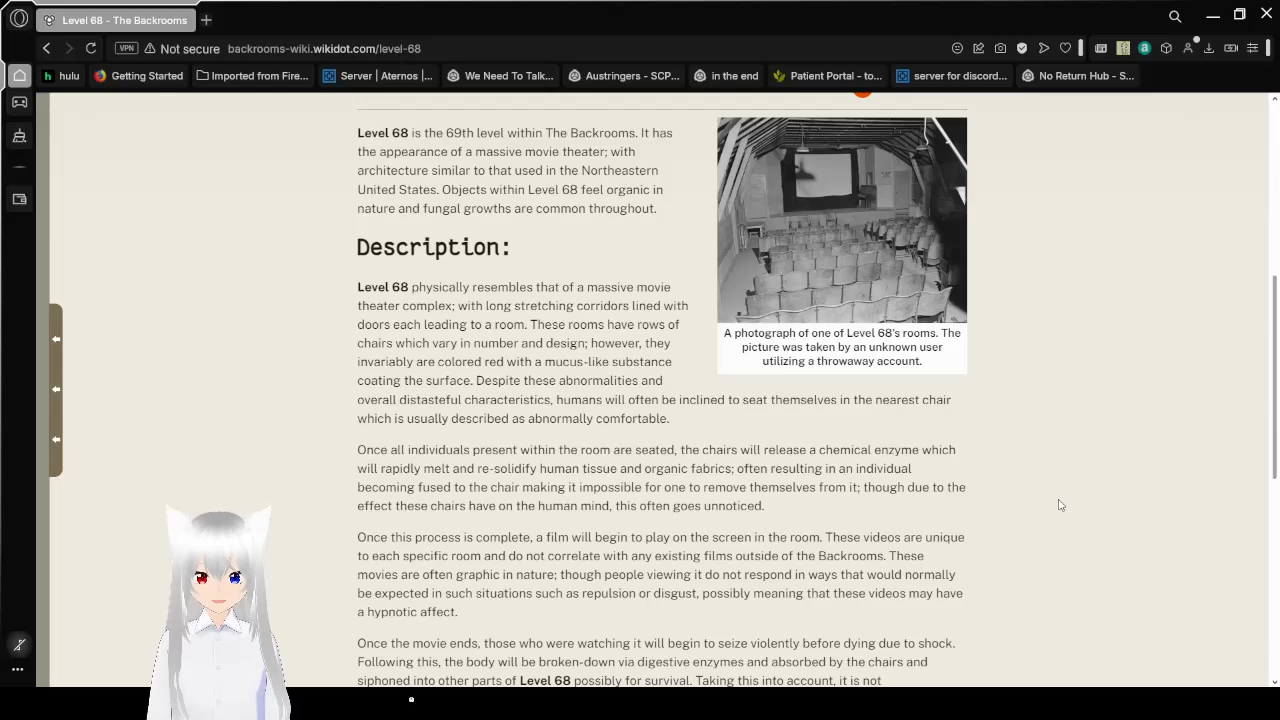 Level 68 - The Backrooms
VPN Not secure backrooms-wiki.wikidot.com/level-68
hulu Getting Started Imported from Fire... Server | Aternos |... We Need To Talk... Austringers - SCP... in the end Patient Portal - to... server for discord... No Return Hub - S...
Level 68 is the 69th level within The Backrooms. It has
the appearance of a massive movie theater; with
architecture similar to that used in the Northeastern
United States. Objects within Level 68 feel organic in
nature and fungal growths are common throughout.
Description:
Level 68 physically resembles that of a massive movie
theater complex; with long stretching corridors lined with
doors each leading to a room. These rooms have rows of
chairs which vary in number and design; however, they
invariably are colored red with a mucus-like substance
coating the surface. Despite these abnormalities and
overall distasteful characteristics, humans will often be inclined to seat themselves in the nearest chair
which is usually described as abnormally comfortable.
A photograph of one of Level 68's rooms. The
picture was taken by an unknown user
utilizing a throwaway account.
Once all individuals present within the room are seated, the chairs will release a chemical enzyme which
will rapidly melt and re-solidify human tissue and organic fabrics; often resulting in an individual
becoming fused to the chair making it impossible for one to remove themselves from it; though due to the
effect these chairs have on the human mind, this often goes unnoticed.
Once this process is complete, a film will begin to play on the screen in the room. These videos are unique
to each specific room and do not correlate with any existing films outside of the Backrooms. These
movies are often graphic in nature; though people viewing it do not respond in ways that would normally
be expected in such situations such as repulsion or disgust, possibly meaning that these videos may have
a hypnotic affect.
Once the movie ends, those who were watching it will begin to seize violently before dying due to shock.
Following this, the body will be broken-down via digestive enzymes and absorbed by the chairs and
siphoned into other parts of Level 68 possibly for survival. Taking this into account, it is not